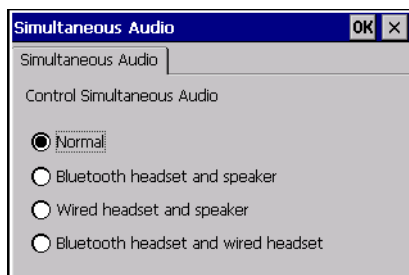 Simultaneous Audio OK ×
Simultaneous Audio
Control Simultaneous Audio
Normal
Bluetooth headset and speaker
Wired headset and speaker
Bluetooth headset and wired headset